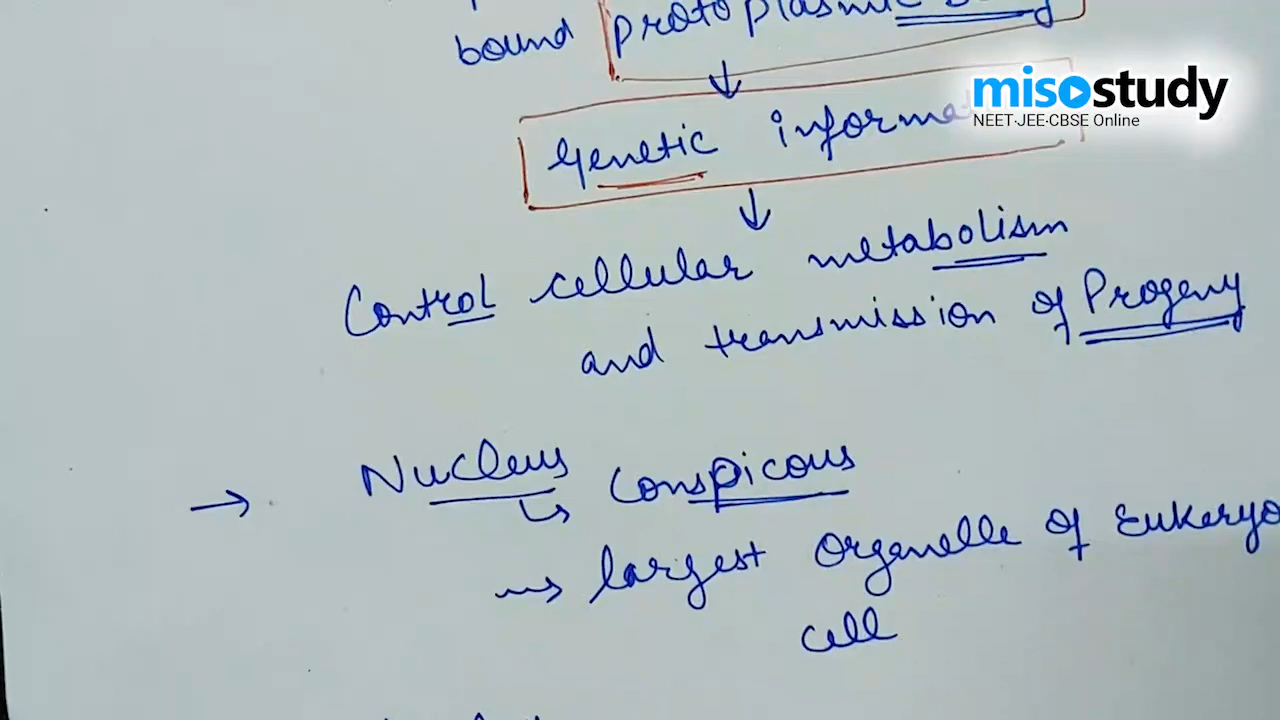 bound protoplasmic
misostudy
NEET·JEE·CBSE Online
Genetic
Control cellular metabolism
and transmission of Progeny
→ Nucleus
↳ Conspicous
→ largest organelle of Eukaryo
cell